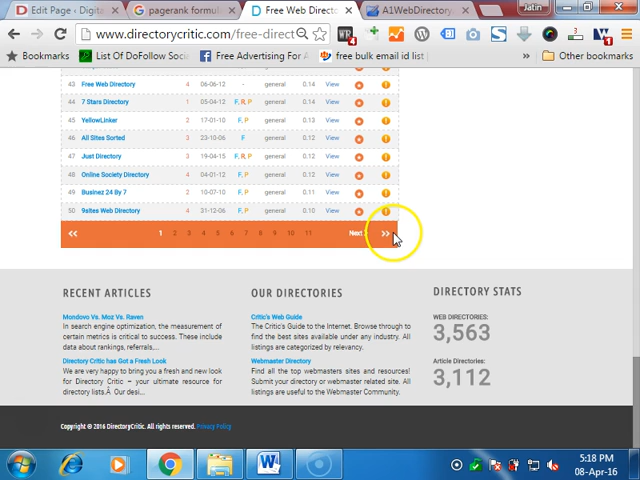 Edit Page ‹ Digita
pagerank formul
Free Web Directo
A1WebDirectory.
Jatin
www.directorycritic.com/free-direct
Bookmarks
List Of DoFollow Soci
Free Advertising For
free bulk email id list |
Other bookmarks
43 Free Web Directory 4 06-06-12 - general 0.14 View
44 7 Stars Directory 1 05-04-12 F, R, P general 0.14 View
45 YellowLinker 2 17-01-10 F, P general 0.13 View
46 All Sites Sorted 3 23-10-06 F general 0.12 View
47 Just Directory 3 19-04-15 F, R, P general 0.12 View
48 Online Society Directory 4 04-01-12 F, P general 0.12 View
49 Businez 24 By 7 2 10-07-10 F, P general 0.11 View
50 9sites Web Directory 4 31-12-06 F, P general 0.10 View
« 1 2 3 4 5 6 7 8 9 10 11 Next »
RECENT ARTICLES
Mondovo Vs. Moz Vs. Raven
In search engine optimization, the measurement of
certain metrics is critical to success. These include
data about rankings, referrals,...
Directory Critic has Got a Fresh Look
We are very happy to bring you a fresh and new look
for Directory Critic – your ultimate resource for
directory lists.Â Our desi...
OUR DIRECTORIES
Critic's Web Guide
The Critic's Guide to the Internet. Browse through to
find the best sites available under any industry. All
listings are categorized by relevancy.
Webmaster Directory
Find all the top webmasters sites and resources!
Submit your directory or webmaster related site. All
listings are useful to the Webmaster Community.
DIRECTORY STATS
WEB DIRECTORIES:
3,563
Article Directories:
3,112
Copyright © 2016 DirectoryCritic. All rights reserved. Privacy Policy
5:18 PM
08-Apr-16